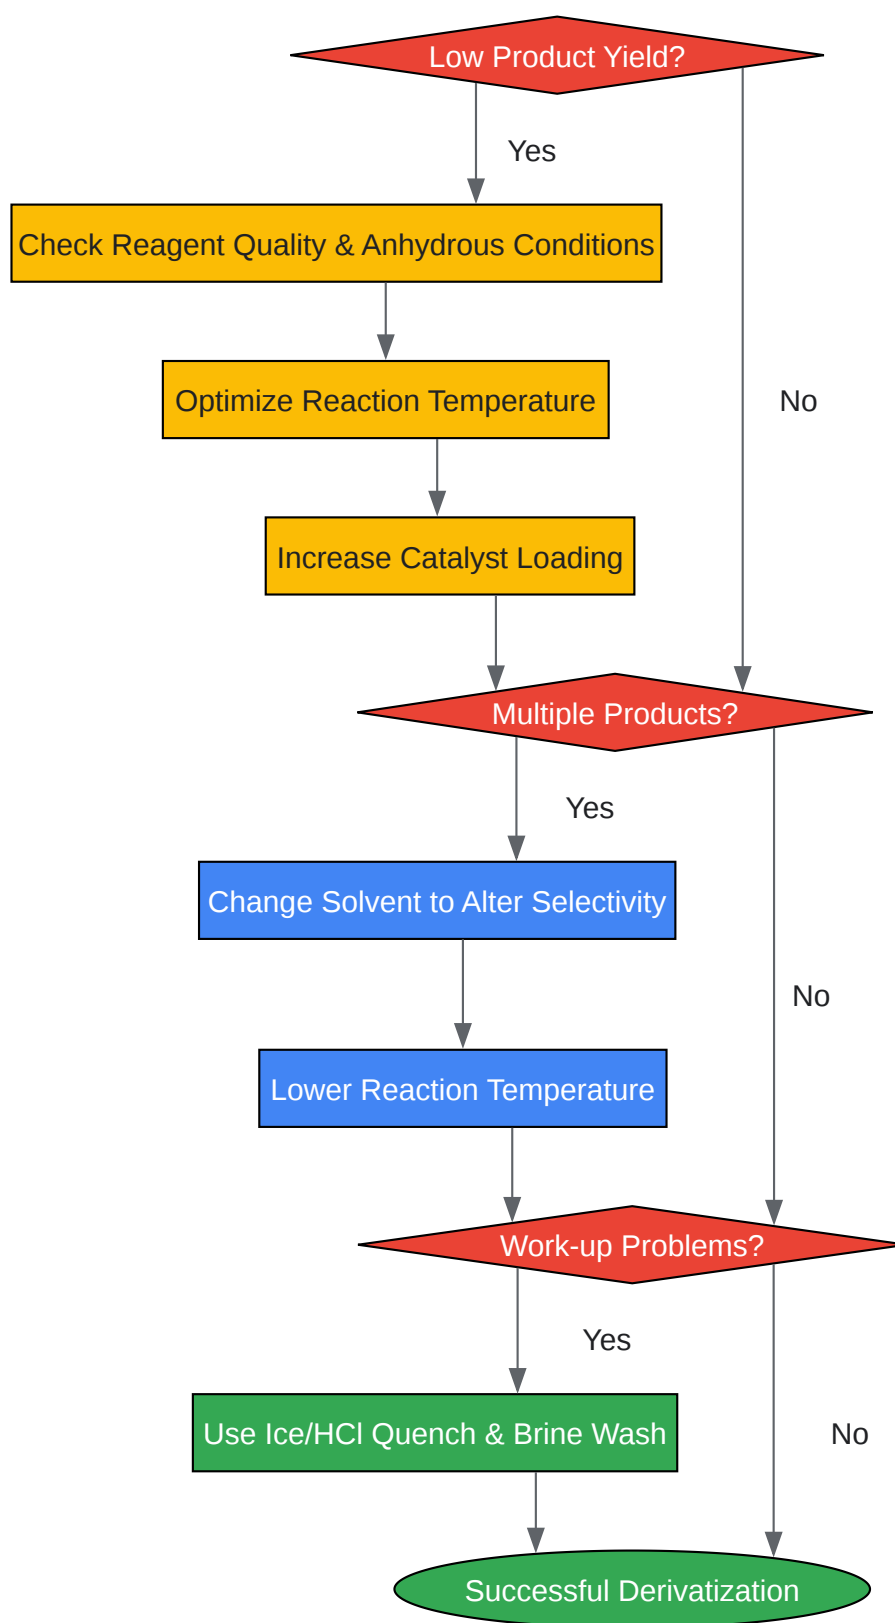 Low Product Yield?
Yes
Check Reagent Quality & Anhydrous Conditions
Optimize Reaction Temperature
No
Increase Catalyst Loading
Multiple Products?
Yes
Change Solvent to Alter Selectivity
No
Lower Reaction Temperature
Work-up Problems?
Yes
Use Ice/HCl Quench & Brine Wash
No
Successful Derivatization